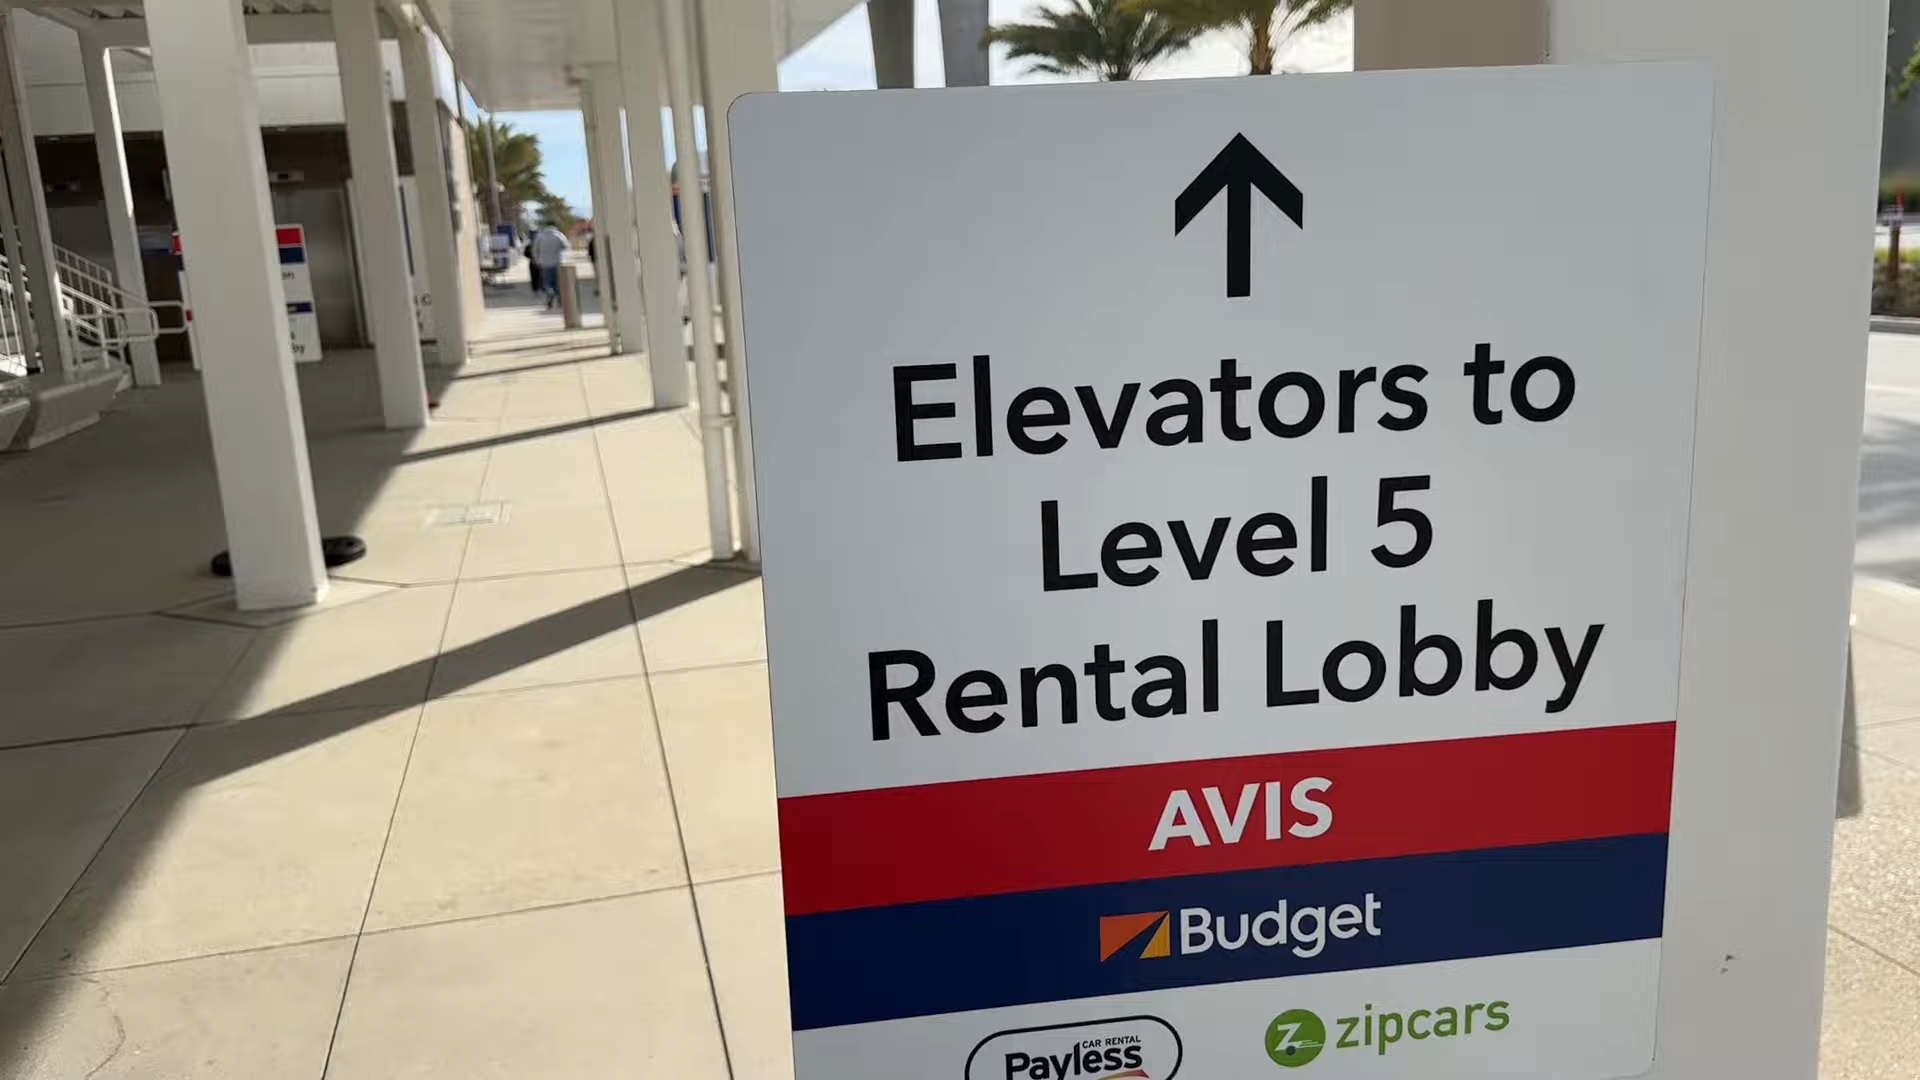 Elevators to
Level 5
Rental Lobby
AVIS
Budget
CAR RENTAL
Payless
zipcars